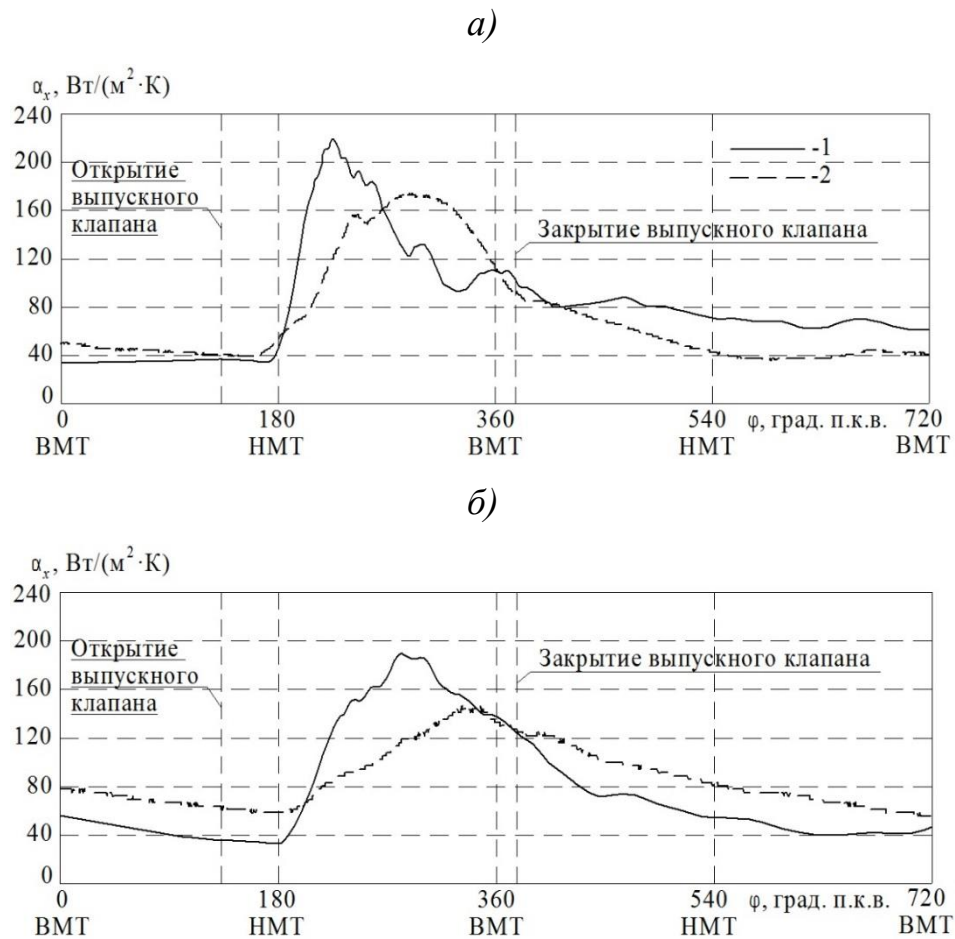 а)
αₓ, Вт/(м²·К)
240
200
160
120
80
40
0
Открытие
выпускного
клапана
-1
-2
Закрытие выпускного клапана
0 180 360 540 φ, град. п.к.в. 720
ВМТ НМТ ВМТ НМТ ВМТ
б)
αₓ, Вт/(м²·К)
240
200
160
120
80
40
0
Открытие
выпускного
клапана
Закрытие выпускного клапана
0 180 360 540 φ, град. п.к.в. 720
ВМТ НМТ ВМТ НМТ ВМТ